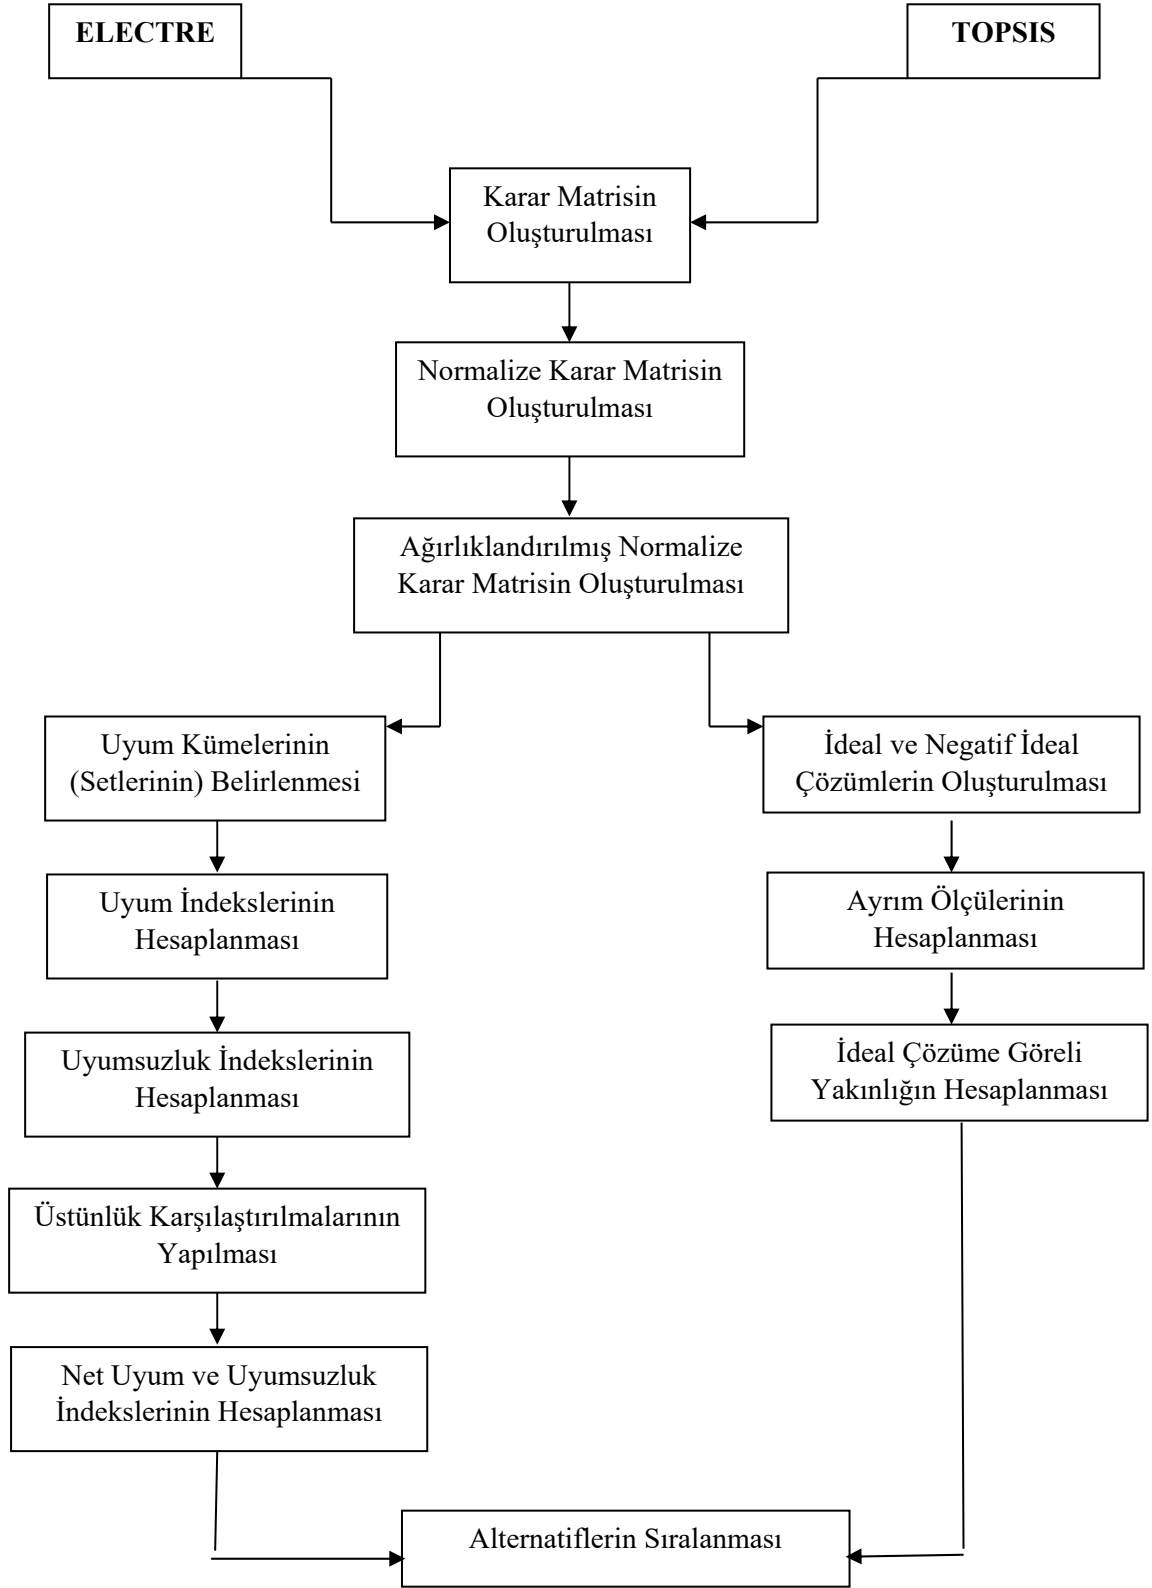 ELECTRE
TOPSIS
Karar Matrisin
Oluşturulması
Normalize Karar Matrisin
Oluşturulması
Ağırlıklandırılmış Normalize
Karar Matrisin Oluşturulması
Uyum Kümelerinin
(Setlerinin) Belirlenmesi
Uyum İndekslerinin
Hesaplanması
Uyumsuzluk İndekslerinin
Hesaplanması
Üstünlük Karşılaştırılmalarının
Yapılması
Net Uyum ve Uyumsuzluk
İndekslerinin Hesaplanması
İdeal ve Negatif İdeal
Çözümlerin Oluşturulması
Ayrım Ölçülerinin
Hesaplanması
İdeal Çözüme Göreli
Yakınlığın Hesaplanması
Alternatiflerin Sıralanması